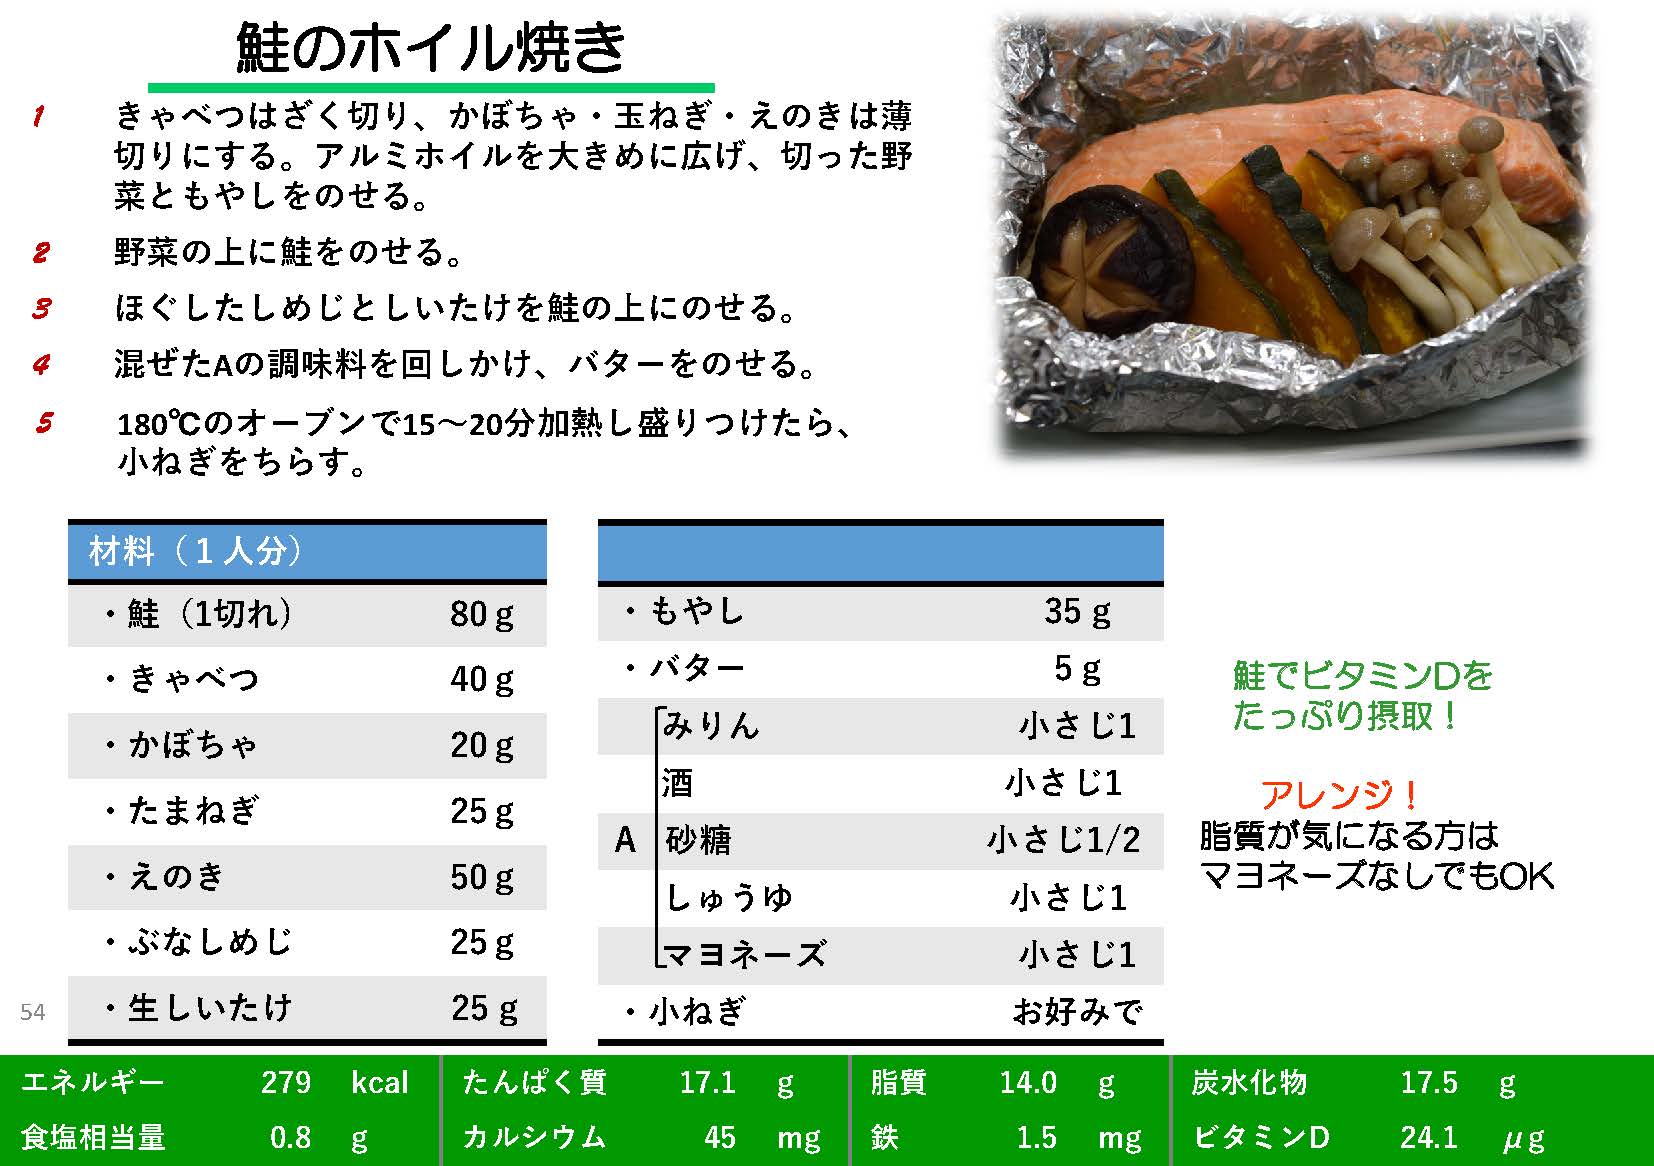 鮭のホイル焼き
1 きゃべつはざく切り、かぼちゃ・玉ねぎ・えのきは薄
切りにする。アルミホイルを大きめに広げ、切った野
菜ともやしをのせる。
2 野菜の上に鮭をのせる。
3 ほぐしたしめじとしいたけを鮭の上にのせる。
4 混ぜたAの調味料を回しかけ、バターをのせる。
5 180℃のオーブンで15～20分加熱し盛りつけたら、
小ねぎをちらす。
材料（１人分）
・鮭（1切れ） 80ｇ
・きゃべつ 40ｇ
・かぼちゃ 20ｇ
・たまねぎ 25ｇ
・えのき 50ｇ
・ぶなしめじ 25ｇ
・生しいたけ 25ｇ
・もやし 35ｇ
・バター 5ｇ
みりん 小さじ1
酒 小さじ1
A 砂糖 小さじ1/2
しゅうゆ 小さじ1
マヨネーズ 小さじ1
・小ねぎ お好みで
鮭でビタミンDを
たっぷり摂取！
アレンジ！
脂質が気になる方は
マヨネーズなしでもOK
54
エネルギー 279 kcal たんぱく質 17.1 g 脂質 14.0 g 炭水化物 17.5 g
食塩相当量 0.8 g カルシウム 45 mg 鉄 1.5 mg ビタミンD 24.1 μg